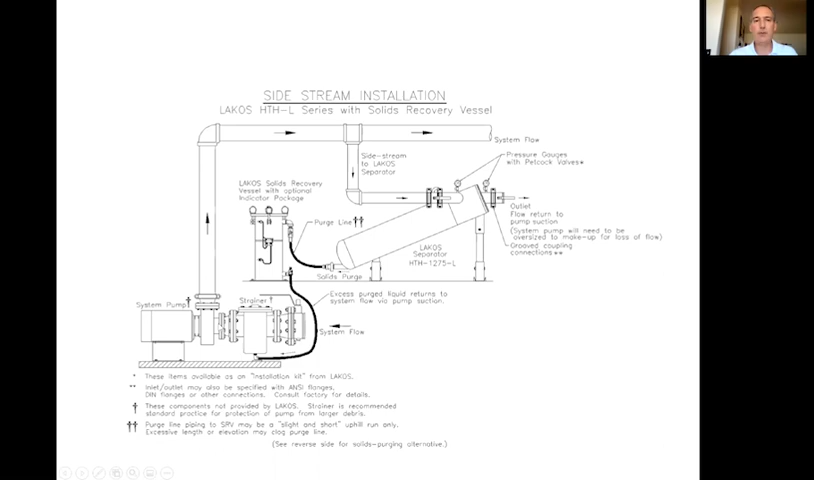 SIDE STREAM INSTALLATION
LAKOS HTH-L Series with Solids Recovery Vessel
System Flow
Side-stream
to LAKOS
Separator
Pressure Gauges
with Petcock Valves*
LAKOS Solids Recovery
Vessel with optional
Indicator Package
Purge Line††
Outlet
Flow return to
pump suction
(System pump will need to be
oversized to make-up for loss of flow)
Grooved coupling
connections**
LAKOS
Separator
HTH-1275-L
Solids Purge
Excess purged liquid returns to
system flow via pump suction.
System Pump†
Strainer†
System Flow
* These items available as an "installation kit" from LAKOS.
** Inlet/outlet may also be specified with ANSI flanges,
DIN flanges or other connections. Consult factory for details.
† These components not provided by LAKOS. Strainer is recommended
standard practice for protection of pump from larger debris.
†† Purge line piping to SRV may be a "slight and short" uphill run only.
Excessive length or elevation may clog purge line.
(See reverse side for solids-purging alternative.)